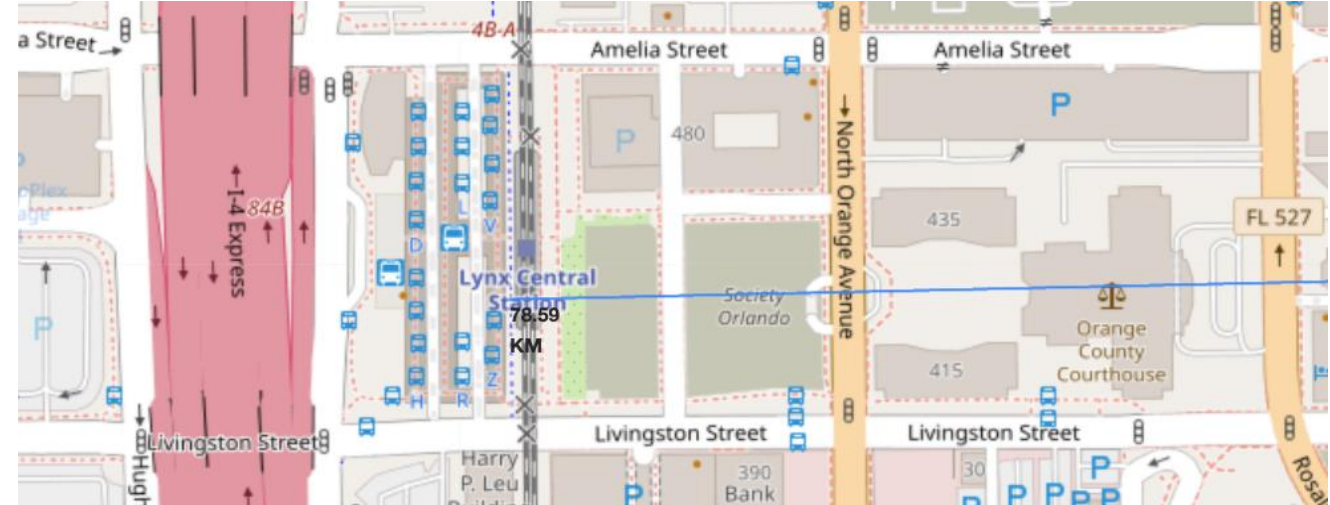 4B-A
a Street
Amelia Street
Amelia Street
P
P
480
North Orange Avenue
I-4 Express
84B
L
V
D
435
FL 527
Lynx Central
Station
78.59
KM
Society
Orlando
P
Orange
County
Courthouse
415
Z
H
R
Livingston Street
Livingston Street
Livingston Street
Hugh
Harry
P. Leu
390
Bank
30
P
P
P
P
P
P
P
Rosal